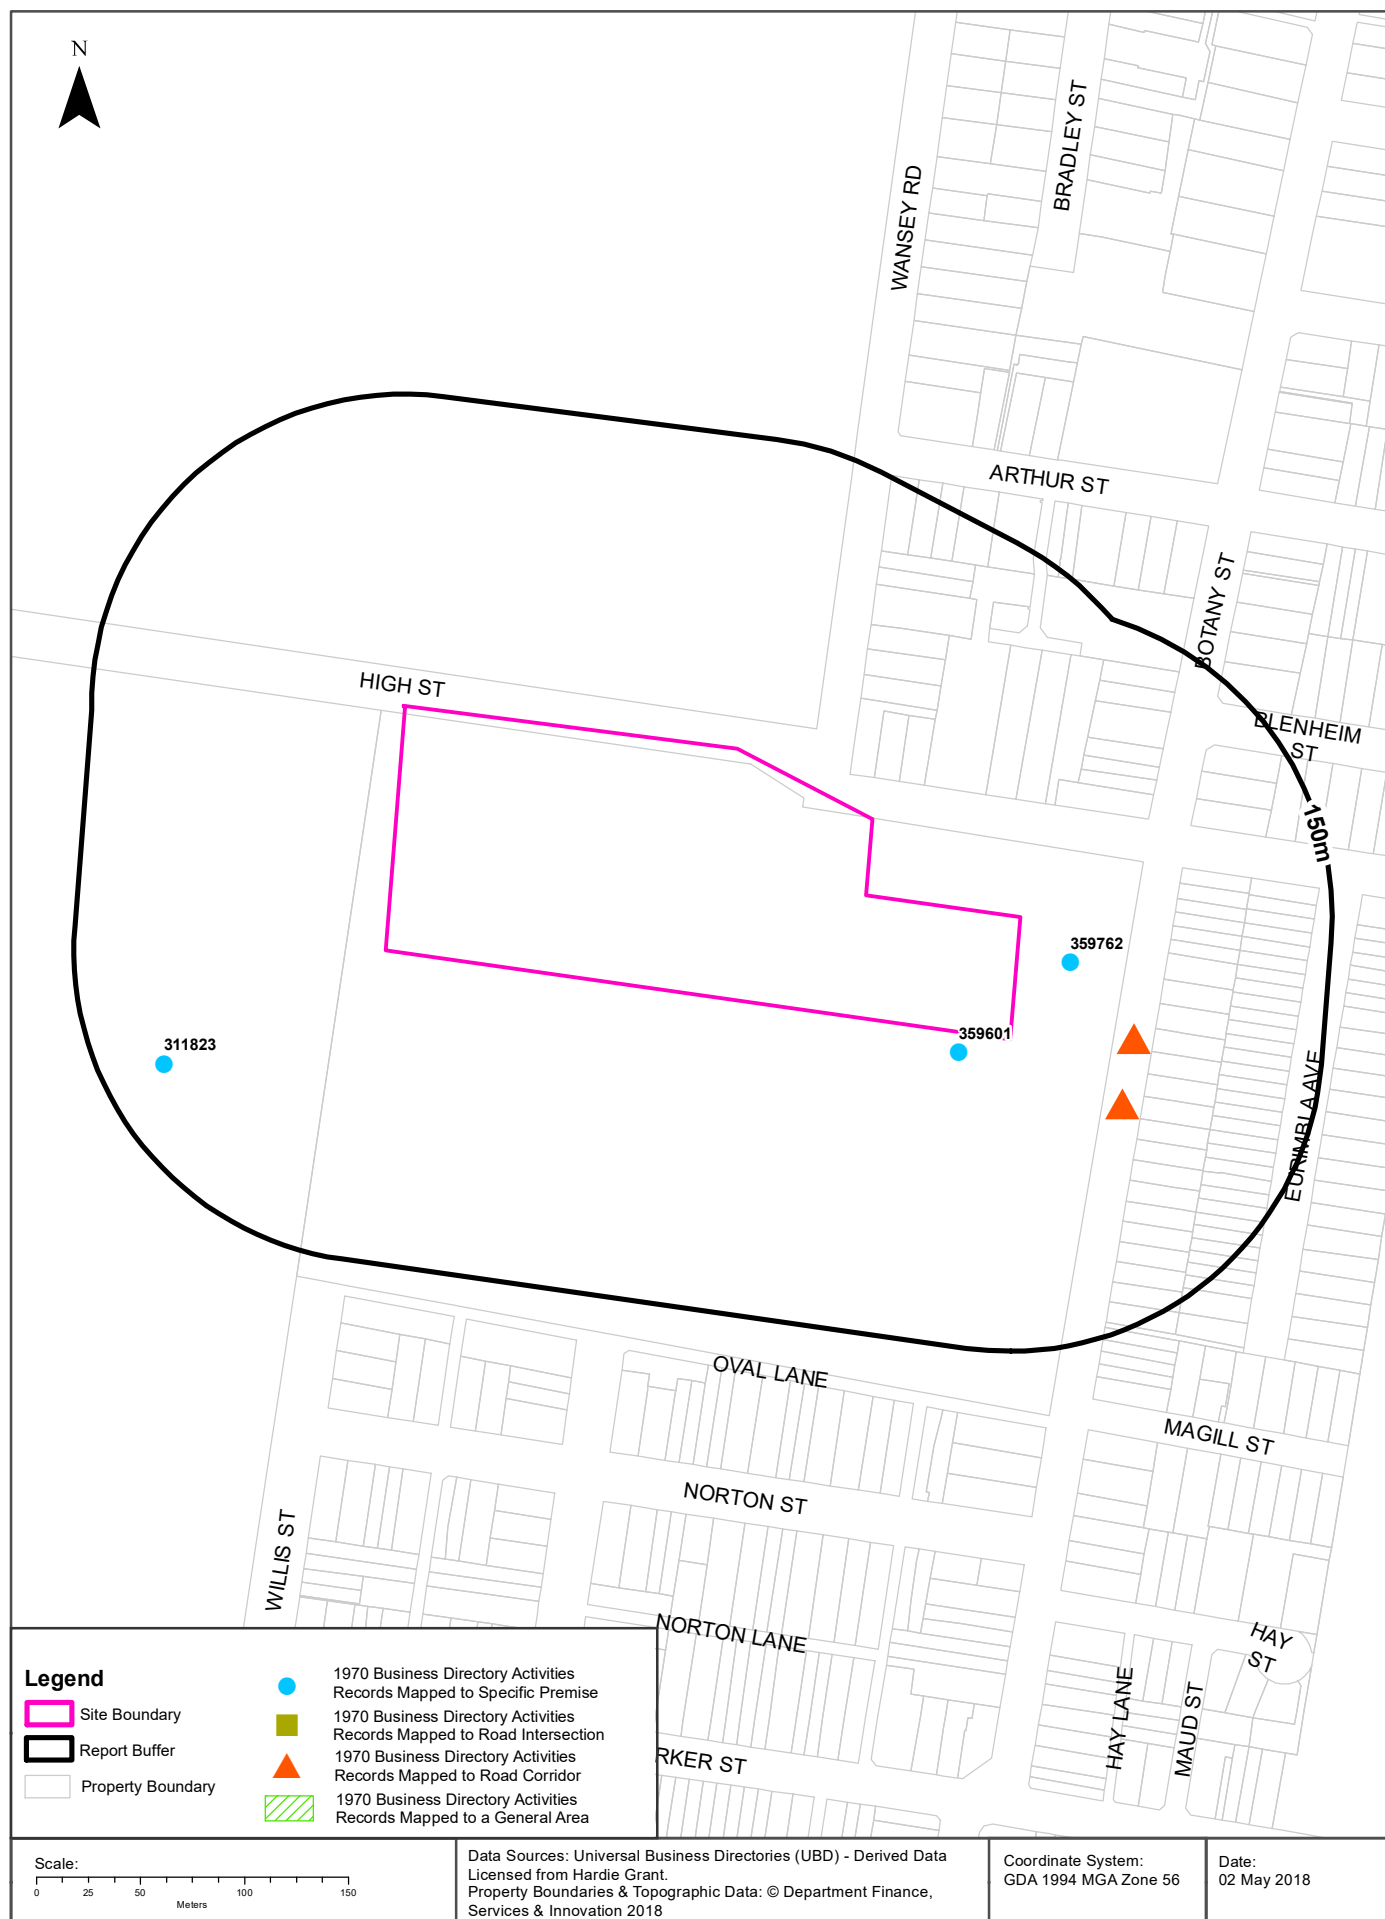 N
BRADLEY ST
WANSEY RD
ARTHUR ST
BOTANY ST
HIGH ST
BLENHEIM
ST
150m
359762
359601
311823
EURIMBLA AVE
OVAL LANE
MAGILL ST
NORTON ST
WILLIS ST
NORTON LANE
HAY
ST
HAY LANE
MAUD ST
RKER ST
Legend
Site Boundary
Report Buffer
Property Boundary
1970 Business Directory Activities
Records Mapped to Specific Premise
1970 Business Directory Activities
Records Mapped to Road Intersection
1970 Business Directory Activities
Records Mapped to Road Corridor
1970 Business Directory Activities
Records Mapped to a General Area
Scale:
0 25 50 100 150
Meters
Data Sources: Universal Business Directories (UBD) - Derived Data
Licensed from Hardie Grant.
Property Boundaries & Topographic Data: © Department Finance,
Services & Innovation 2018
Coordinate System:
GDA 1994 MGA Zone 56
Date:
02 May 2018